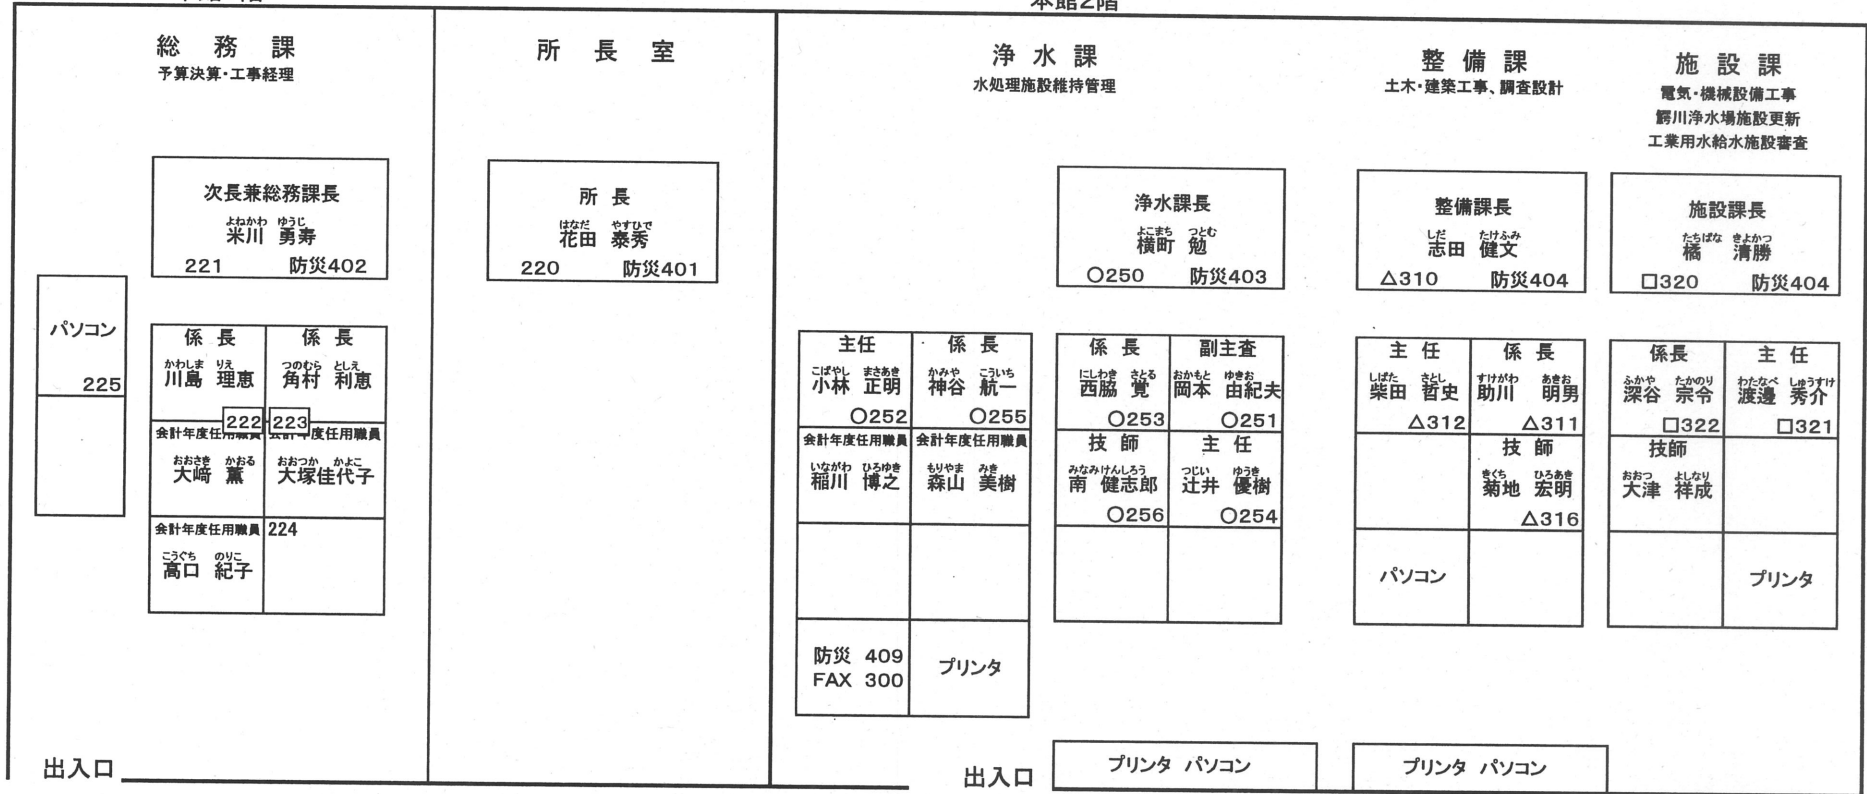 本館2階
総務課
予算決算・工事経理
次長兼総務課長
よねかわ ゆうじ
米川 勇寿
221 防災402
パソコン
225
係長
かわしま りえ
川島 理恵
222
係長
つのむら としえ
角村 利恵
223
会計年度任用職員
おおさき かおる
大﨑 薫
会計年度任用職員
おおつか かよこ
大塚佳代子
会計年度任用職員
こうぐち のりこ
高口 紀子
224
出入口
所長室
所長
はなだ やすひで
花田 泰秀
220 防災401
浄水課
水処理施設維持管理
浄水課長
よこまち つとむ
横町 勉
○250 防災403
主任
こばやし まさあき
小林 正明
○252
係長
かみや こういち
神谷 航一
○255
会計年度任用職員
いながわ ひろゆき
稲川 博之
会計年度任用職員
もりやま みき
森山 美樹
防災 409
FAX 300
プリンタ
係長
にしわき さとる
西脇 覚
○253
副主査
おかもと ゆきお
岡本 由紀夫
○251
技師
みなみけんしろう
南 健志郎
○256
主任
つじい ゆうき
辻井 優樹
○254
出入口
プリンタ パソコン
整備課
土木・建築工事、調査設計
整備課長
しだ たけふみ
志田 健文
△310 防災404
主任
しばた さとし
柴田 哲史
△312
係長
すけがわ あきお
助川 明男
△311
技師
きくち ひろあき
菊地 宏明
△316
パソコン
プリンタ パソコン
施設課
電気・機械設備工事
鰐川浄水場施設更新
工業用水給水施設審査
施設課長
たちばな きよかつ
橘 清勝
□320 防災404
係長
ふかや たかのり
深谷 宗令
□322
主任
わたなべ しゅうすけ
渡邊 秀介
□321
技師
おおつ よしなり
大津 祥成
プリンタ